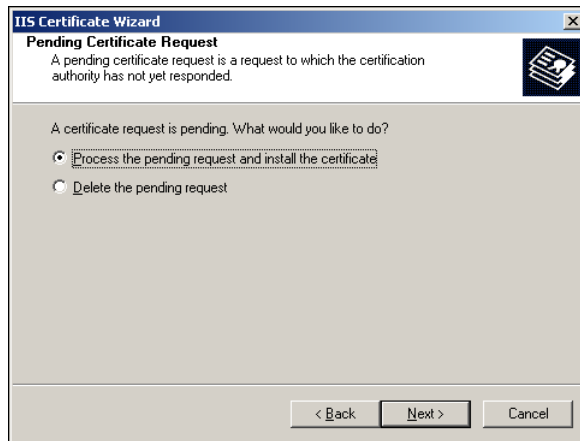 IIS Certificate Wizard
Pending Certificate Request
A pending certificate request is a request to which the certification
authority has not yet responded.
A certificate request is pending. What would you like to do?
Process the pending request and install the certificate
Delete the pending request
< Back Next > Cancel